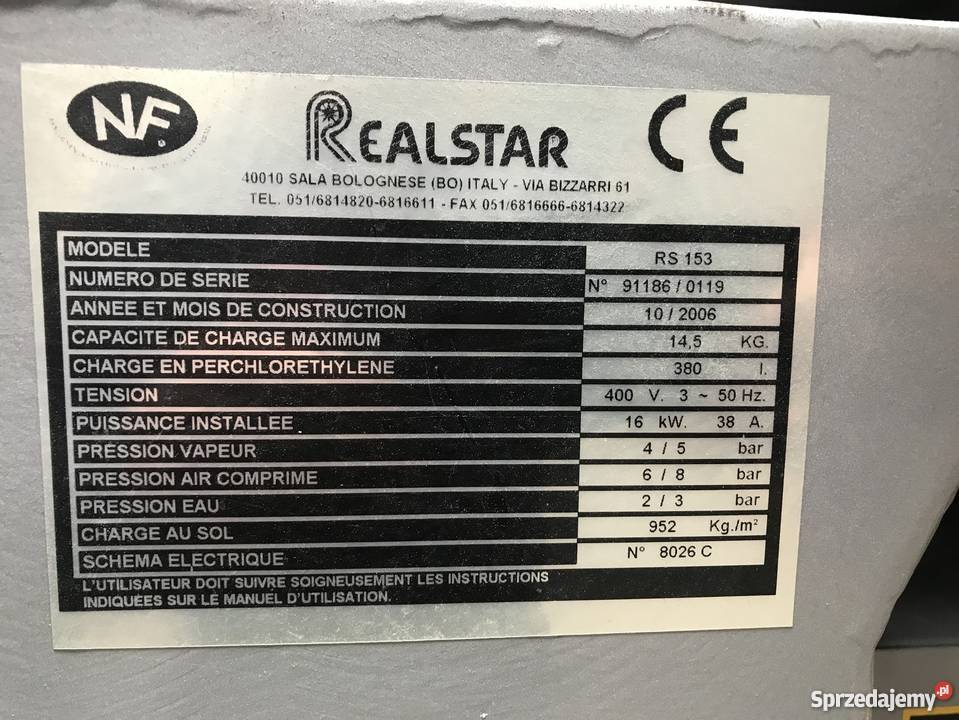 NF
REALSTAR
CE
40010 SALA BOLOGNESE (BO) ITALY - VIA BIZZARRI 61
TEL. 051/6814820-6816611 - FAX 051/6816666-6814322
MODELE RS 153
NUMERO DE SERIE N° 91186 / 0119
ANNEE ET MOIS DE CONSTRUCTION 10 / 2006
CAPACITE DE CHARGE MAXIMUM 14,5 KG.
CHARGE EN PERCHLORETHYLENE 380 l.
TENSION 400 V. 3 ~ 50 Hz.
PUISSANCE INSTALLEE 16 kW. 38 A.
PRESSION VAPEUR 4 / 5 bar
PRESSION AIR COMPRIME 6 / 8 bar
PRESSION EAU 2 / 3 bar
CHARGE AU SOL 952 Kg./m²
SCHEMA ELECTRIQUE N° 8026 C
L'UTILISATEUR DOIT SUIVRE SOIGNEUSEMENT LES INSTRUCTIONS
INDIQUÉES SUR LE MANUEL D'UTILISATION.
Sprzedajemy.pl